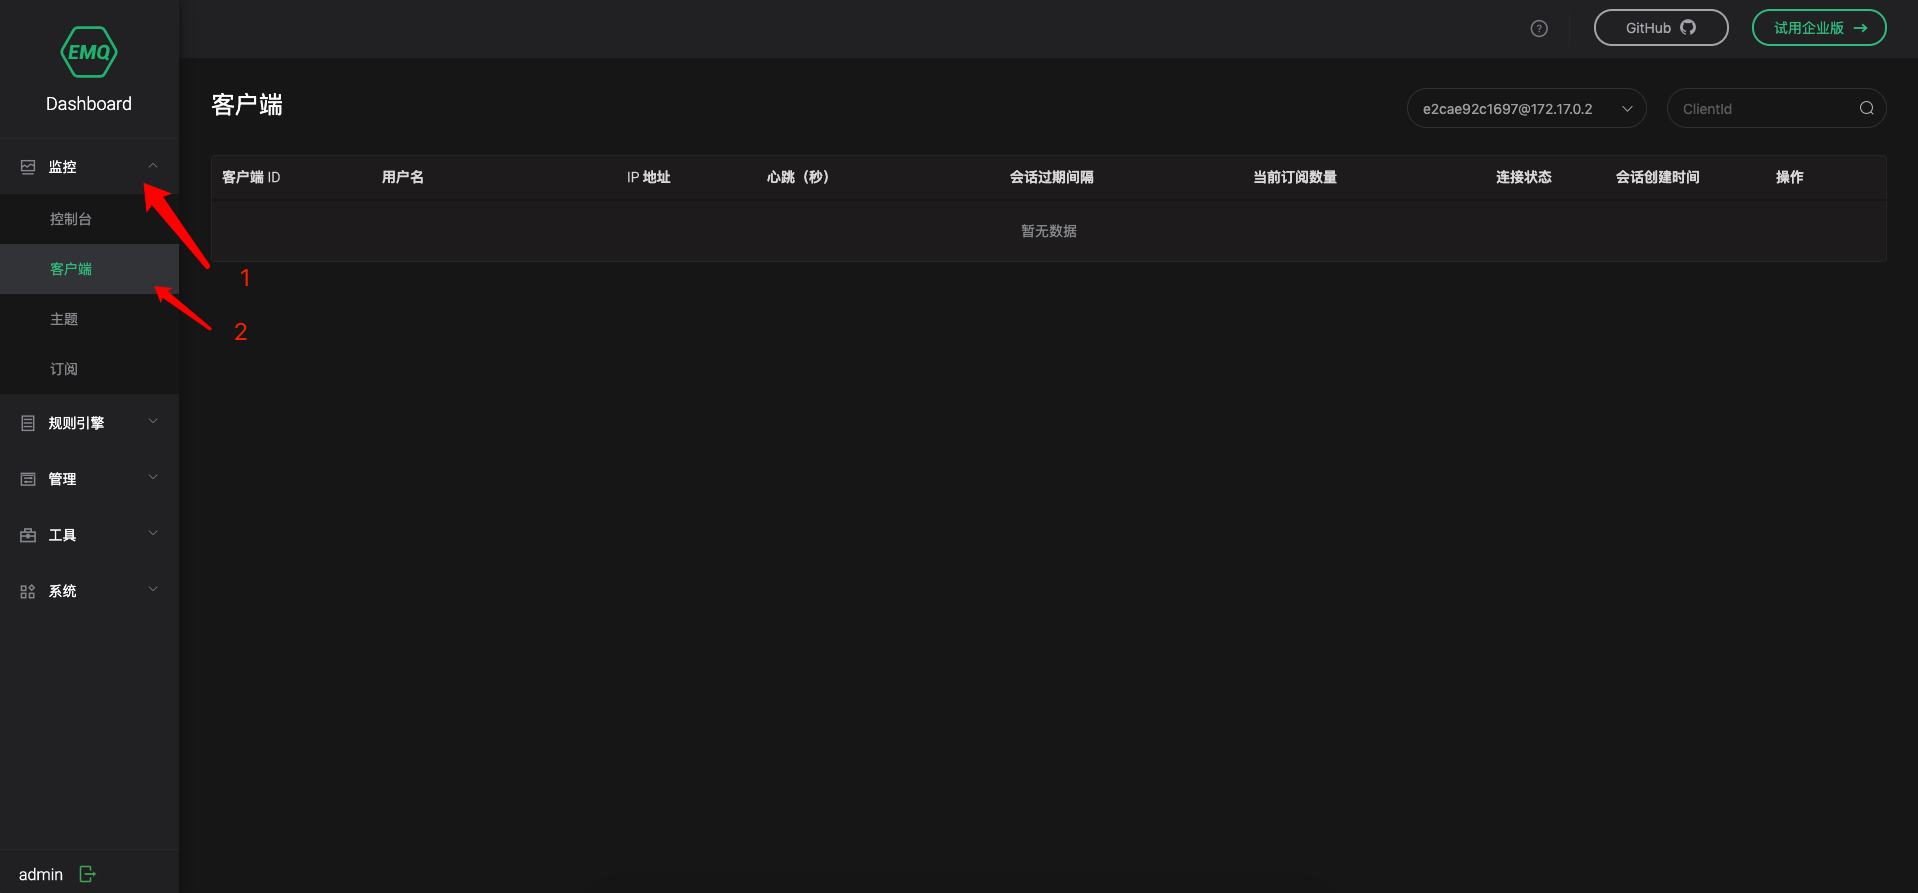 EMQ
Dashboard
监控
控制台
客户端
主题
订阅
规则引擎
管理
工具
系统
admin
GitHub
试用企业版
客户端
e2cae92c1697@172.17.0.2
ClientId
客户端 ID 用户名 IP 地址 心跳（秒） 会话过期间隔 当前订阅数量 连接状态 会话创建时间 操作
暂无数据
1
2